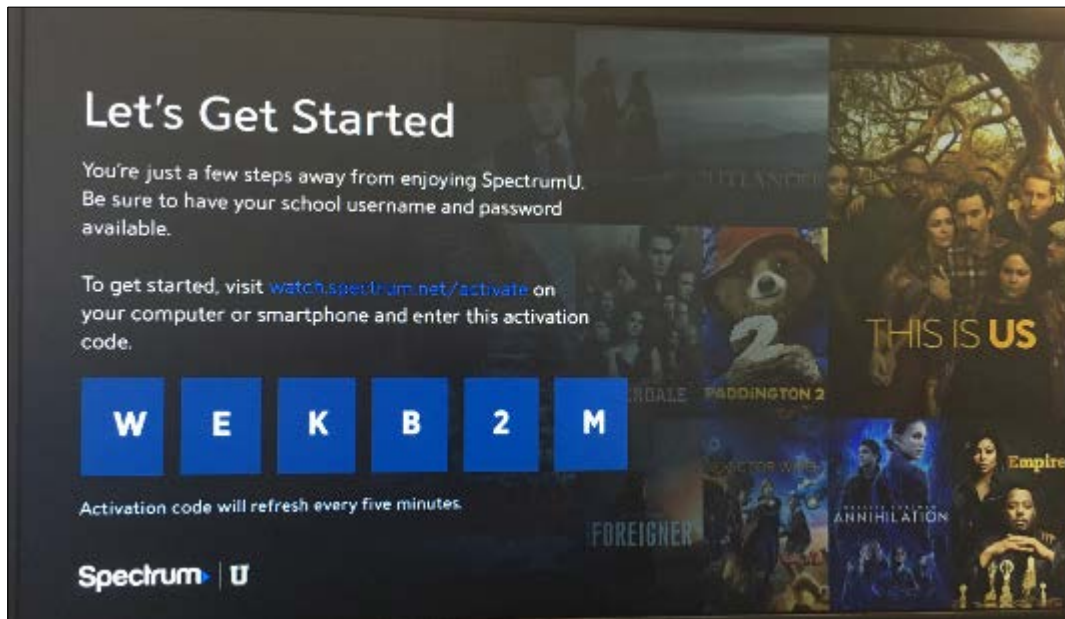 Let's Get Started
You're just a few steps away from enjoying SpectrumU.
Be sure to have your school username and password
available.
To get started, visit watch.spectrum.net/activate on
your computer or smartphone and enter this activation
code.
W E K B 2 M
Activation code will refresh every five minutes.
Spectrum U
OUTLANDER
THIS IS US
PADDINGTON 2
FOREIGNER
ANNIHILATION
Empire